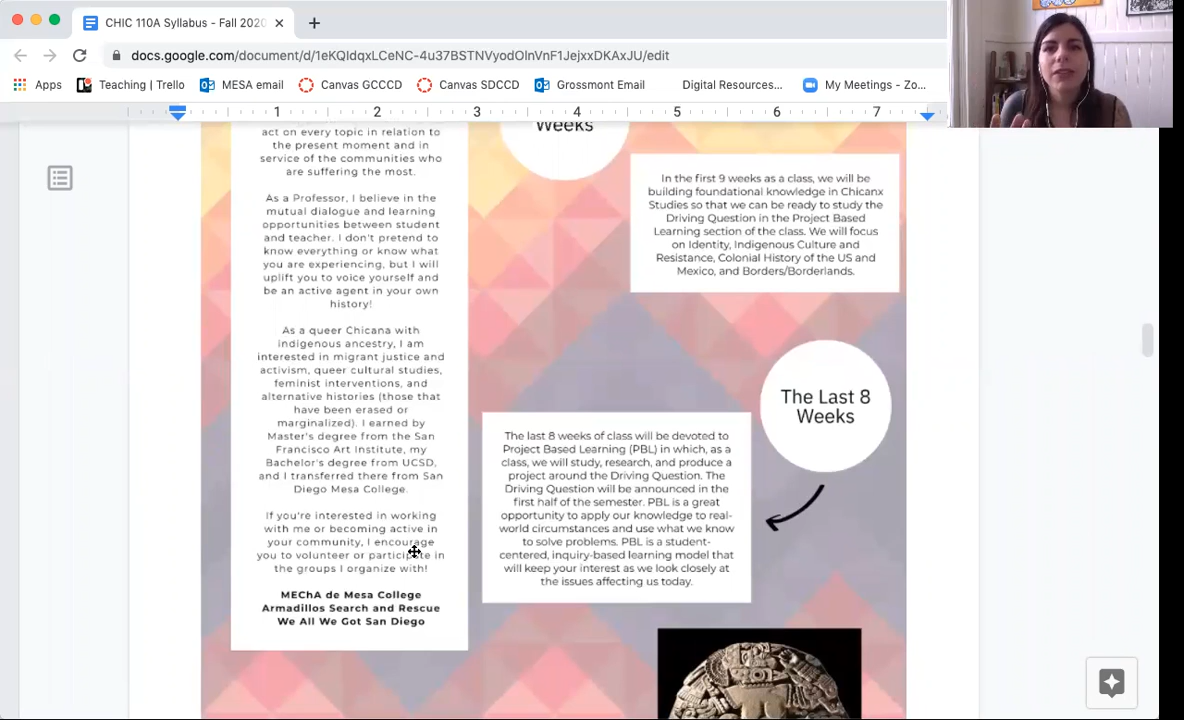 CHIC 110A Syllabus - Fall 2020
docs.google.com/document/d/1eKQIdqxLCeNC-4u37BSTNVyodOlnVnF1JejxxDKAxJU/edit
Apps
Teaching | Trello
MESA email
Canvas GCCCD
Canvas SDCCD
Grossmont Email
Digital Resources...
My Meetings - Zo...
1 2 3 4 5 6 7
act on every topic in relation to
the present moment and in
service of the communities who
are suffering the most.
As a Professor, I believe in the
mutual dialogue and learning
opportunities between student
and teacher. I don't pretend to
know everything or know what
you are experiencing, but I will
uplift you to voice yourself and
be an active agent in your own
history!
As a queer Chicana with
indigenous ancestry, I am
interested in migrant justice and
activism, queer cultural studies,
feminist interventions, and
alternative histories (those that
have been erased or
marginalized). I earned by
Master's degree from the San
Francisco Art Institute, my
Bachelor's degree from UCSD,
and I transferred there from San
Diego Mesa College.
If you're interested in working
with me or becoming active in
your community, I encourage
you to volunteer or participate in
the groups I organize with!
MEChA de Mesa College
Armadillos Search and Rescue
We All We Got San Diego
Weeks
In the first 9 weeks as a class, we will be
building foundational knowledge in Chicanx
Studies so that we can be ready to study the
Driving Question in the Project Based
Learning section of the class. We will focus
on Identity, Indigenous Culture and
Resistance, Colonial History of the US and
Mexico, and Borders/Borderlands.
The Last 8
Weeks
The last 8 weeks of class will be devoted to
Project Based Learning (PBL) in which, as a
class, we will study, research, and produce a
project around the Driving Question. The
Driving Question will be announced in the
first half of the semester. PBL is a great
opportunity to apply our knowledge to real-
world circumstances and use what we know
to solve problems. PBL is a student-
centered, inquiry-based learning model that
will keep your interest as we look closely at
the issues affecting us today.